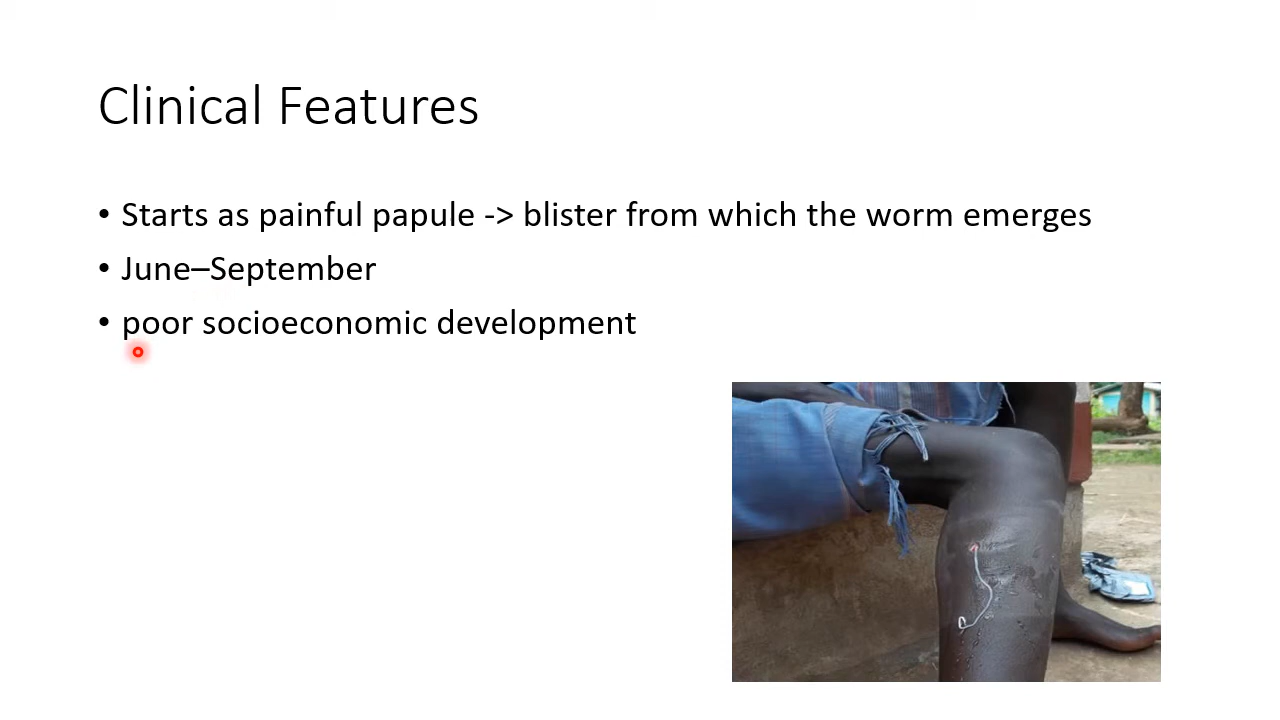 Clinical Features
• Starts as painful papule -> blister from which the worm emerges
• June–September
• poor socioeconomic development